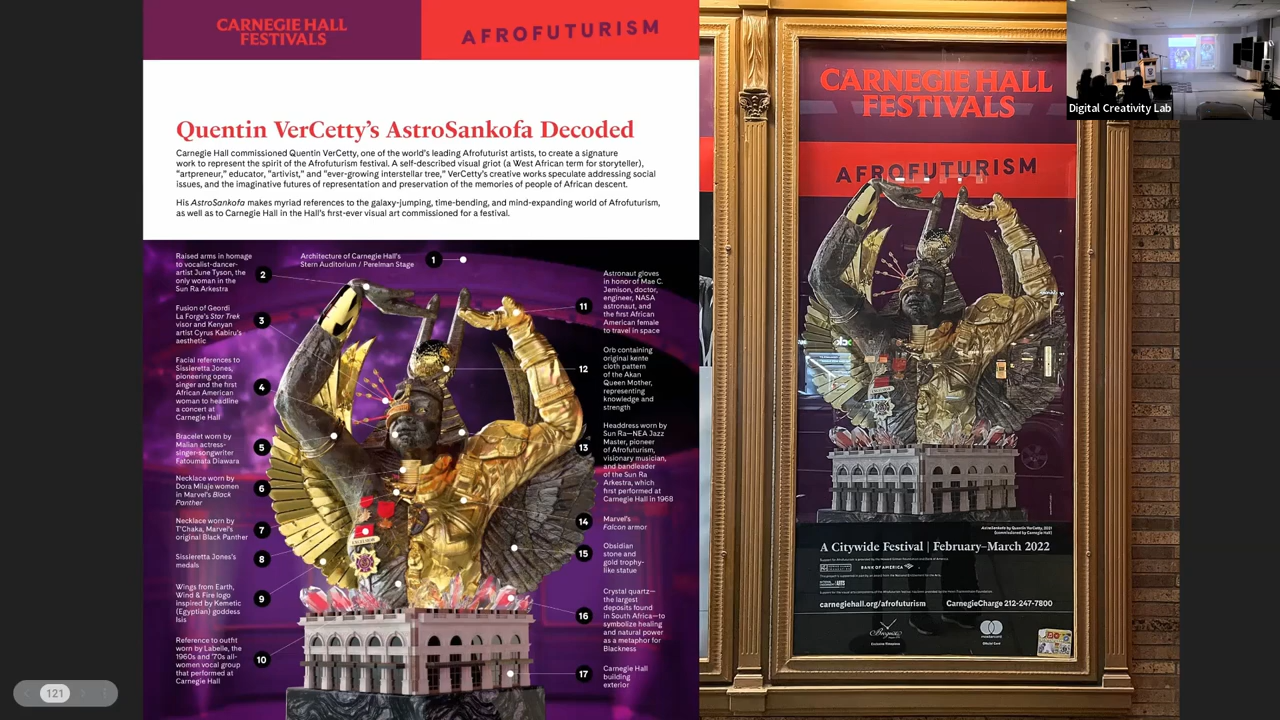 CARNEGIE HALL
FESTIVALS
AFROFUTURISM
Quentin VerCetty's AstroSankofa Decoded
Carnegie Hall commissioned Quentin VerCetty, one of the world's leading Afrofuturist artists, to create a signature
work to represent the spirit of the Afrofuturism festival. A self-described visual griot (a West African term for storyteller),
"artpreneur," educator, "artivist," and "ever-growing interstellar tree," VerCetty's creative works speculate addressing social
issues, and the imaginative futures of representation and preservation of the memories of people of African descent.
His AstroSankofa makes myriad references to the galaxy-jumping, time-bending, and mind-expanding world of Afrofuturism,
as well as to Carnegie Hall in the Hall's first-ever visual art commissioned for a festival.
Architecture of Carnegie Hall's
Stern Auditorium / Perelman Stage
1
Raised arms in homage
to vocalist-dancer-
artist June Tyson, the
only woman in the
Sun Ra Arkestra
2
Fusion of Geordi
La Forge's Star Trek
visor and Kenyan
artist Cyrus Kabiru's
aesthetic
3
Facial references to
Sissieretta Jones,
pioneering opera
singer and the first
African American
woman to headline
a concert at
Carnegie Hall
4
Bracelet worn by
Malian actress-
singer-songwriter
Fatoumata Diawara
5
Necklace worn by
Dora Milaje women
in Marvel's Black
Panther
6
Necklace worn by
T'Chaka, Marvel's
original Black Panther
7
Sissieretta Jones's
medals
8
Wings from Earth,
Wind & Fire logo
inspired by Kemetic
(Egyptian) goddess
Isis
9
Reference to outfit
worn by Labelle, the
1960s and '70s all-
women vocal group
that performed at
Carnegie Hall
10
Astronaut gloves
in honor of Mae C.
Jemison, doctor,
engineer, NASA
astronaut, and
the first African
American female
to travel in space
11
Orb containing
original kente
cloth pattern
of the Akan
Queen Mother,
representing
knowledge and
strength
12
Headdress worn by
Sun Ra—NEA Jazz
Master, pioneer
of Afrofuturism,
visionary musician,
and bandleader
of the Sun Ra
Arkestra, which
first performed at
Carnegie Hall in 1968
13
Marvel's
Falcon armor
14
Obsidian
stone and
gold trophy-
like statue
15
Crystal quartz—
the largest
deposits found
in South Africa—to
symbolize healing
and natural power
as a metaphor for
Blackness
16
Carnegie Hall
building
exterior
17
CARNEGIE HALL
FESTIVALS
AFROFUTURISM
AstroSankofa by Quentin VerCetty, 2021
(commissioned by Carnegie Hall)
A Citywide Festival | February–March 2022
BANK OF AMERICA
carnegiehall.org/afrofuturism CarnegieCharge 212-247-7800
mastercard
Digital Creativity Lab
121